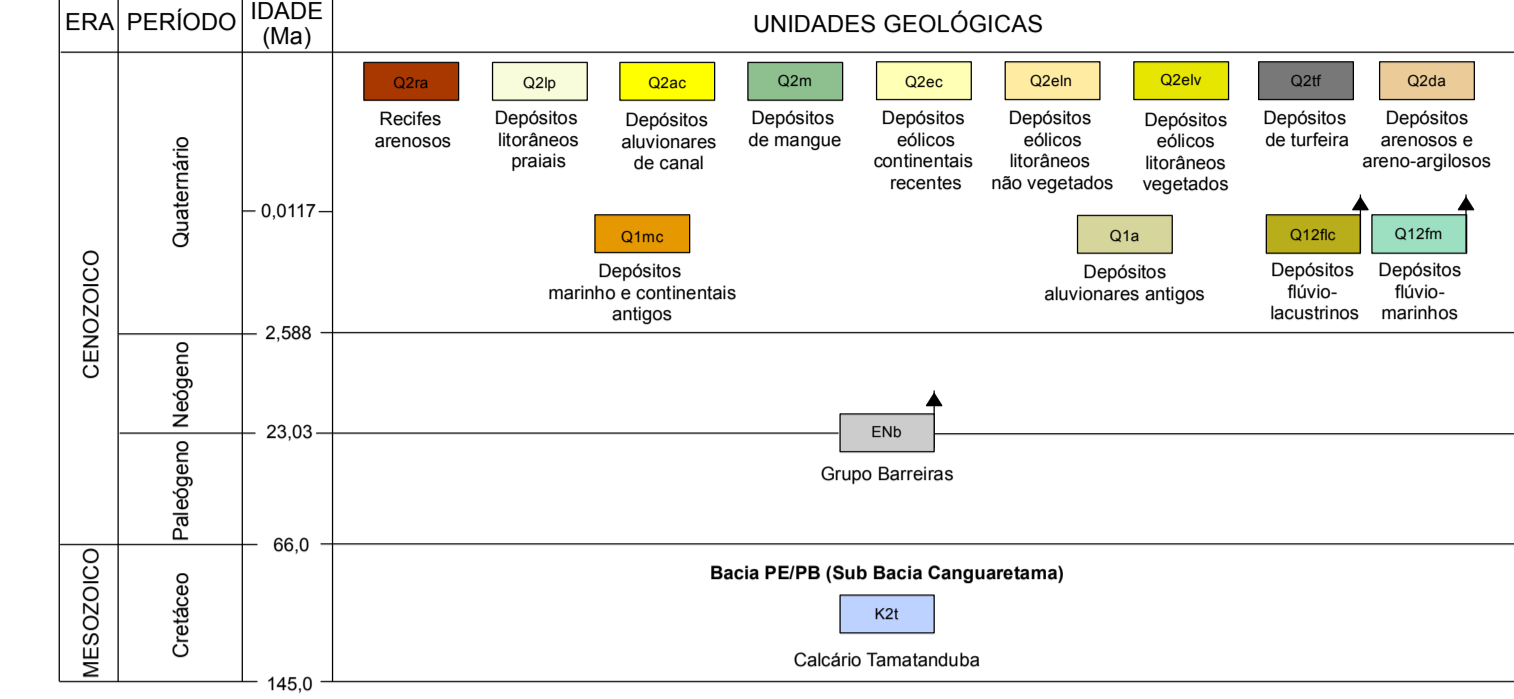 ERA PERÍODO IDADE (Ma) UNIDADES GEOLÓGICAS
Q2ra Q2lp Q2ac Q2m Q2ec Q2eln Q2elv Q2tf Q2da
Recifes arenosos
Depósitos litorâneos praiais
Depósitos aluvionares de canal
Depósitos de mangue
Depósitos eólicos continentais recentes
Depósitos eólicos litorâneos não vegetados
Depósitos eólicos litorâneos vegetados
Depósitos de turfeira
Depósitos arenosos e areno-argilosos
CENOZOICO
Quaternário
0,0117
Q1mc Q1a Q12flc Q12fm
Depósitos marinho e continentais antigos
Depósitos aluvionares antigos
Depósitos flúvio-lacustrinos
Depósitos flúvio-marinhos
2,588
Neógeno
23,03
ENb
Grupo Barreiras
Paleógeno
66,0
MESOZOICO
Cretáceo
Bacia PE/PB (Sub Bacia Canguaretama)
K2t
Calcário Tamatanduba
145,0